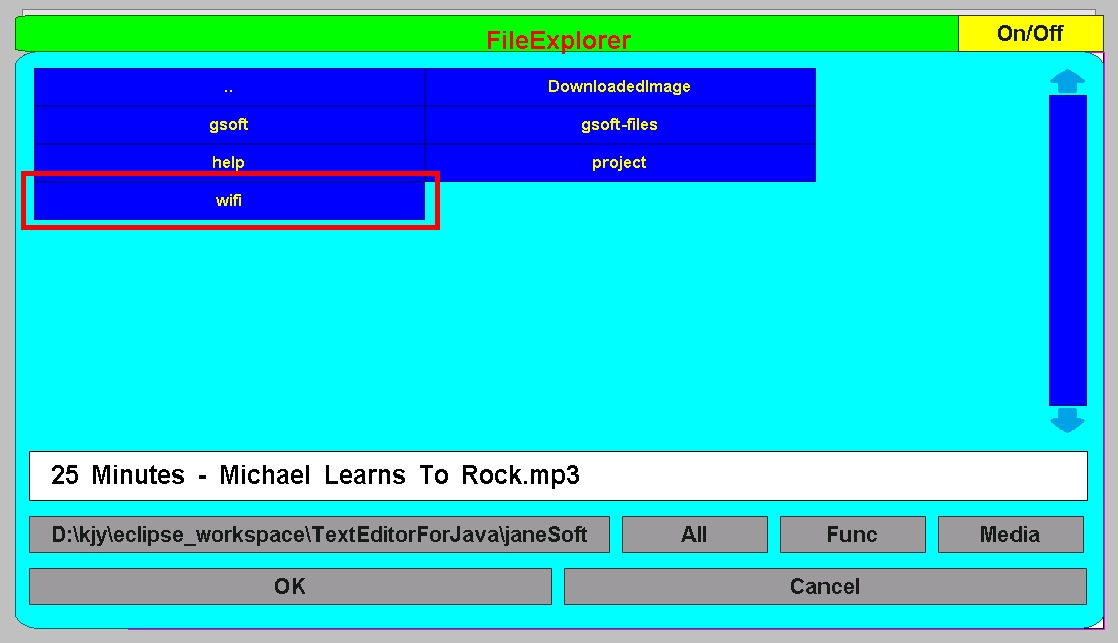 FileExplorer
On/Off
..
DownloadedImage
gsoft
gsoft-files
help
project
wifi
25 Minutes - Michael Learns To Rock.mp3
D:\kjy\eclipse_workspace\TextEditorForJava\janeSoft
All
Func
Media
OK
Cancel